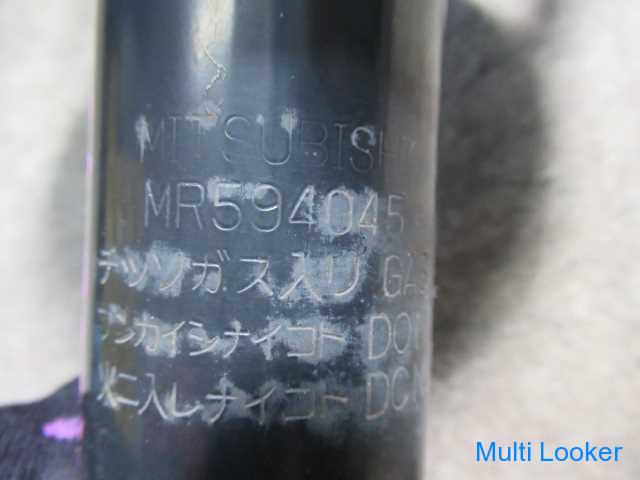 MITSUBISHI
MR594045
チッソガス入リ GAS
ブンカイシナイコト DO
火ニ入レナイコト DO
Multi Looker